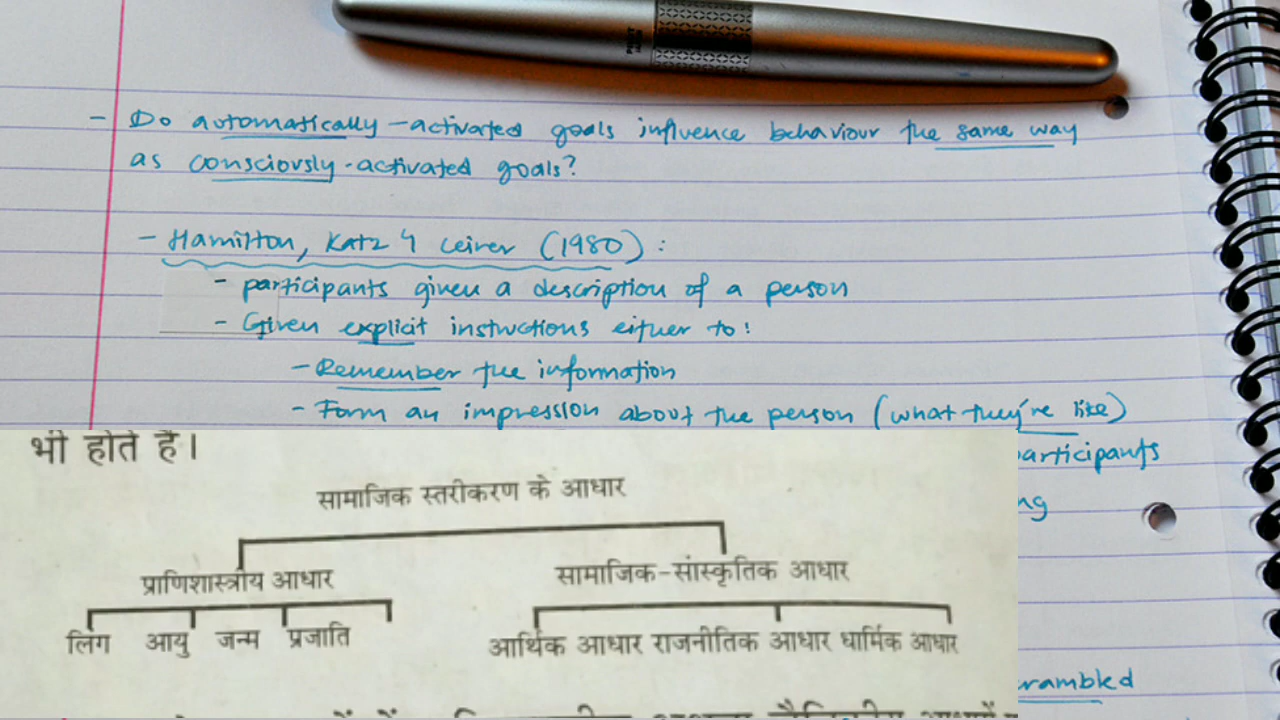 - Do automatically-activated goals influence behaviour the same way
as consciously-activated goals?
- Hamilton, Katz & Leirer (1980):
- participants given a description of a person
- Given explicit instructions either to:
- Remember the information
- Form an impression about the person (what they're like)
भी होते है।
सामाजिक स्तरीकरण के आधार
प्राणिशास्त्रीय आधार सामाजिक-सांस्कृतिक आधार
लिंग आयु जन्म प्रजाति आर्थिक आधार राजनीतिक आधार धार्मिक आधार